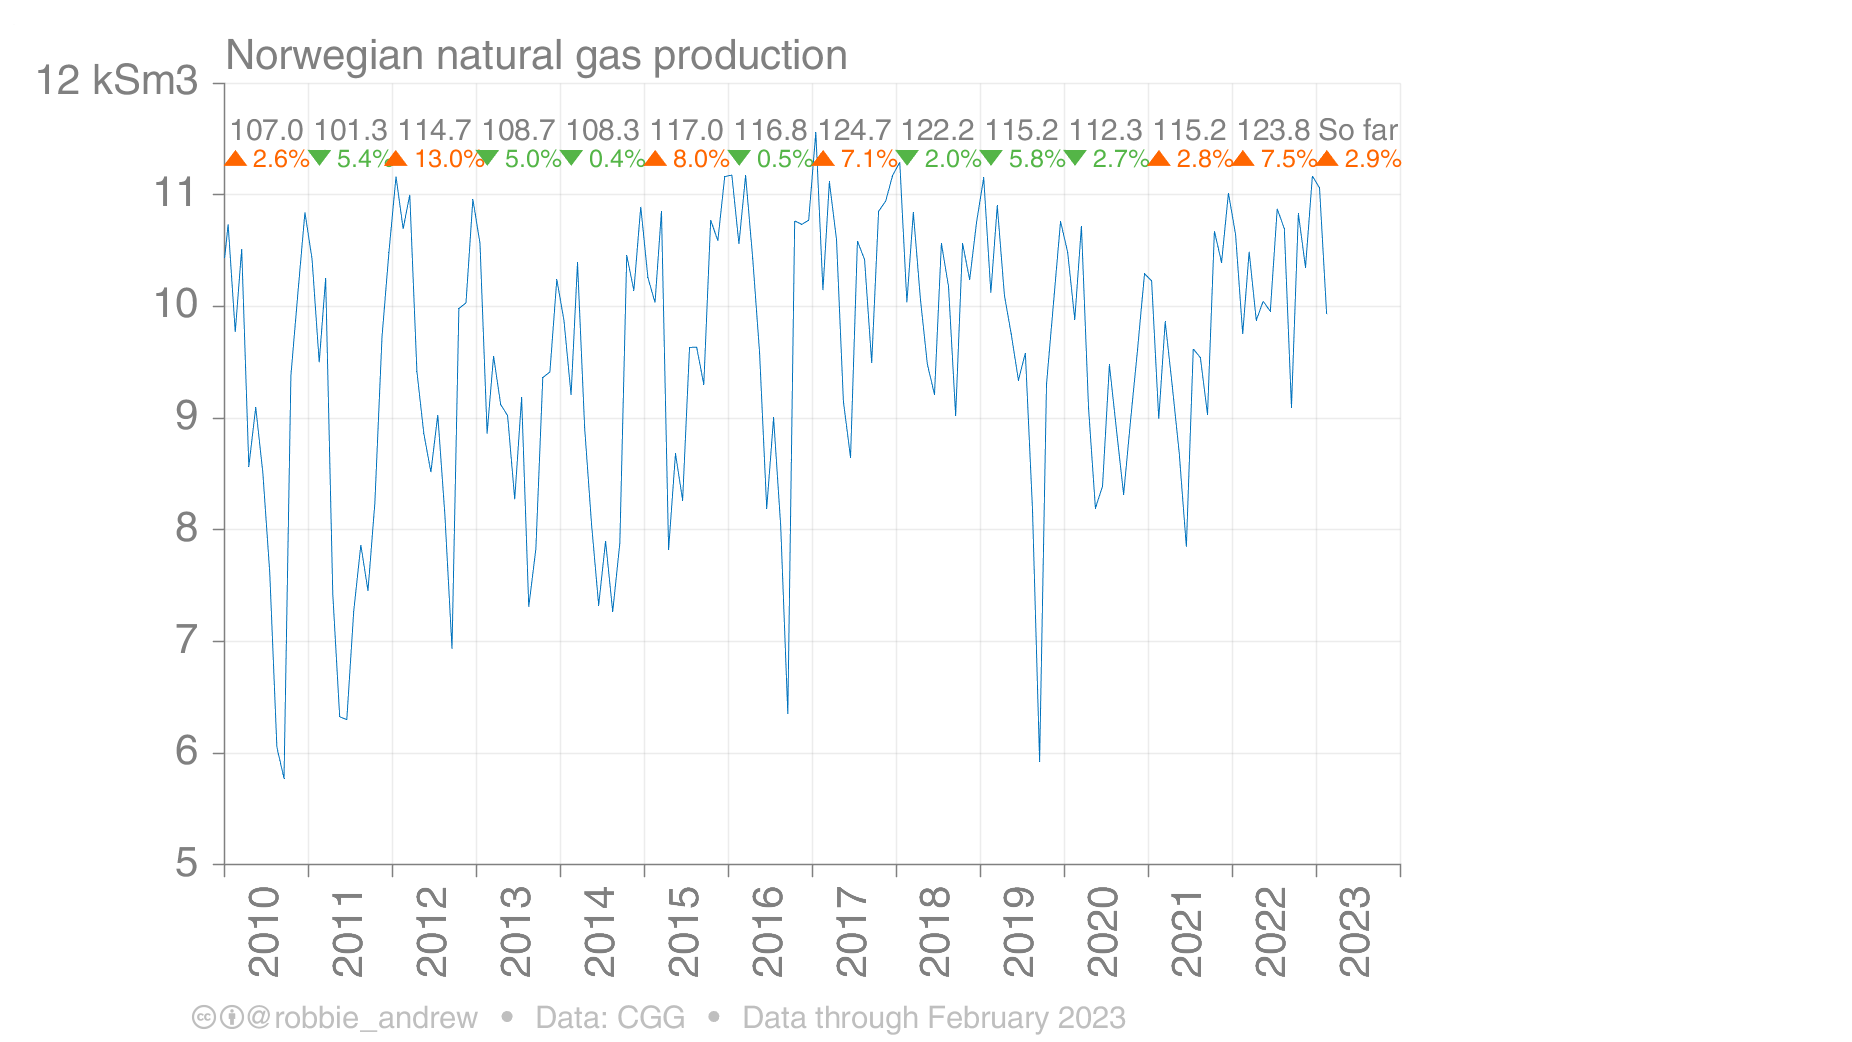 Norwegian natural gas production
12 kSm3
107.0 101.3 114.7 108.7 108.3 117.0 116.8 124.7 122.2 115.2 112.3 115.2 123.8 So far
▲ 2.6% ▼ 5.4% ▲ 13.0% ▼ 5.0% ▼ 0.4% ▲ 8.0% ▼ 0.5% ▲ 7.1% ▼ 2.0% ▼ 5.8% ▼ 2.7% ▲ 2.8% ▲ 7.5% ▲ 2.9%
11
10
9
8
7
6
5
2010 2011 2012 2013 2014 2015 2016 2017 2018 2019 2020 2021 2022 2023
@robbie_andrew • Data: CGG • Data through February 2023